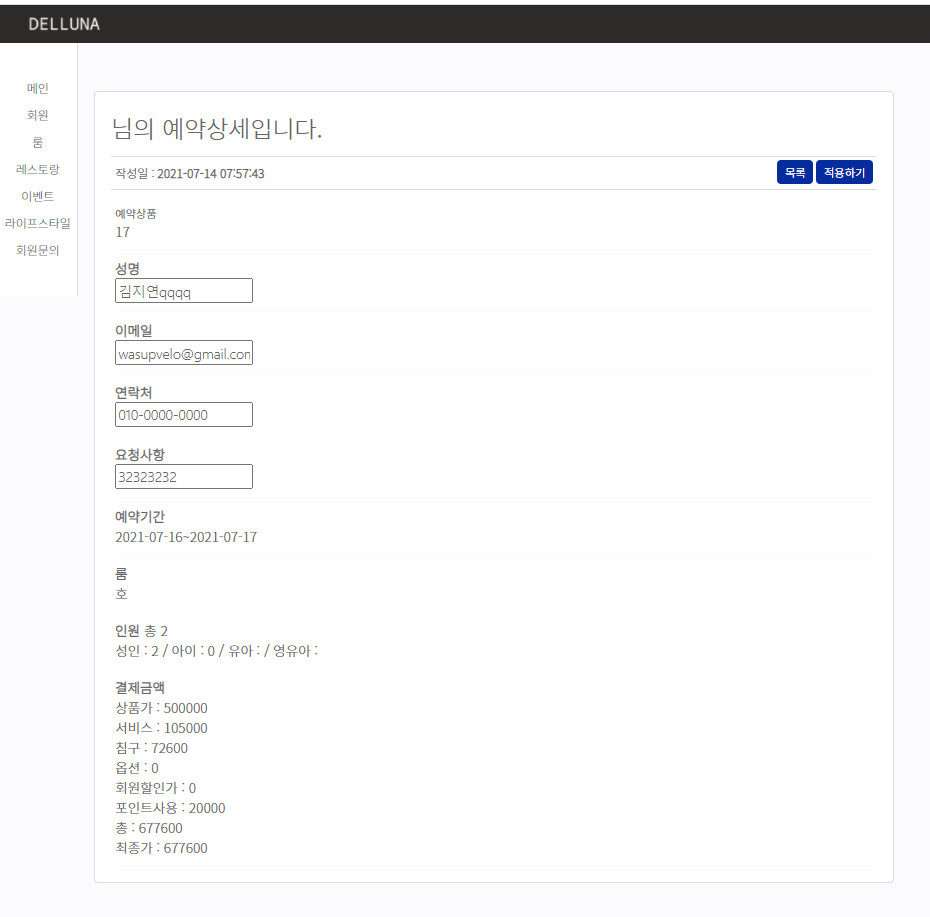 DELLUNA
메인
회원
룸
레스토랑
이벤트
라이프스타일
회원문의
님의 예약상세입니다.
작성일 : 2021-07-14 07:57:43
목록 적용하기
예약상품
17
성명
김지연qqqq
이메일
wasupvelo@gmail.con
연락처
010-0000-0000
요청사항
32323232
예약기간
2021-07-16~2021-07-17
룸
호
인원 총 2
성인 : 2 / 아이 : 0 / 유아 : / 영유아 :
결제금액
상품가 : 500000
서비스 : 105000
침구 : 72600
옵션 : 0
회원할인가 : 0
포인트사용 : 20000
총 : 677600
최종가 : 677600